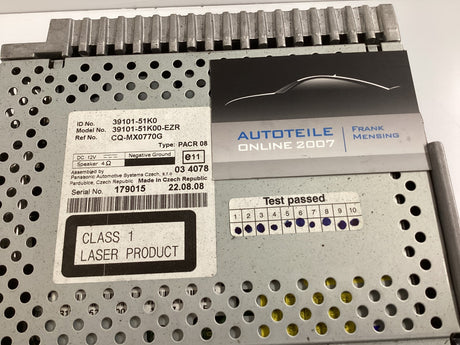 ID No. 39101-51K0
Model No. 39101-51K00-EZR
Ref No. CQ-MX0770G
Type: PACR 08
DC 12V Negative Ground
Speaker 4Ω
e11
03 4078
Assembled by
Panasonic Automotive Systems Czech, s.r.o.
Pardubice, Czech Republic Made in Czech Republic
Serial No. 179015 22.08.08
CLASS 1
LASER PRODUCT
AUTOTEILE
ONLINE 2007
FRANK
MENSING
Test passed
1 2 3 4 5 6 7 8 9 10